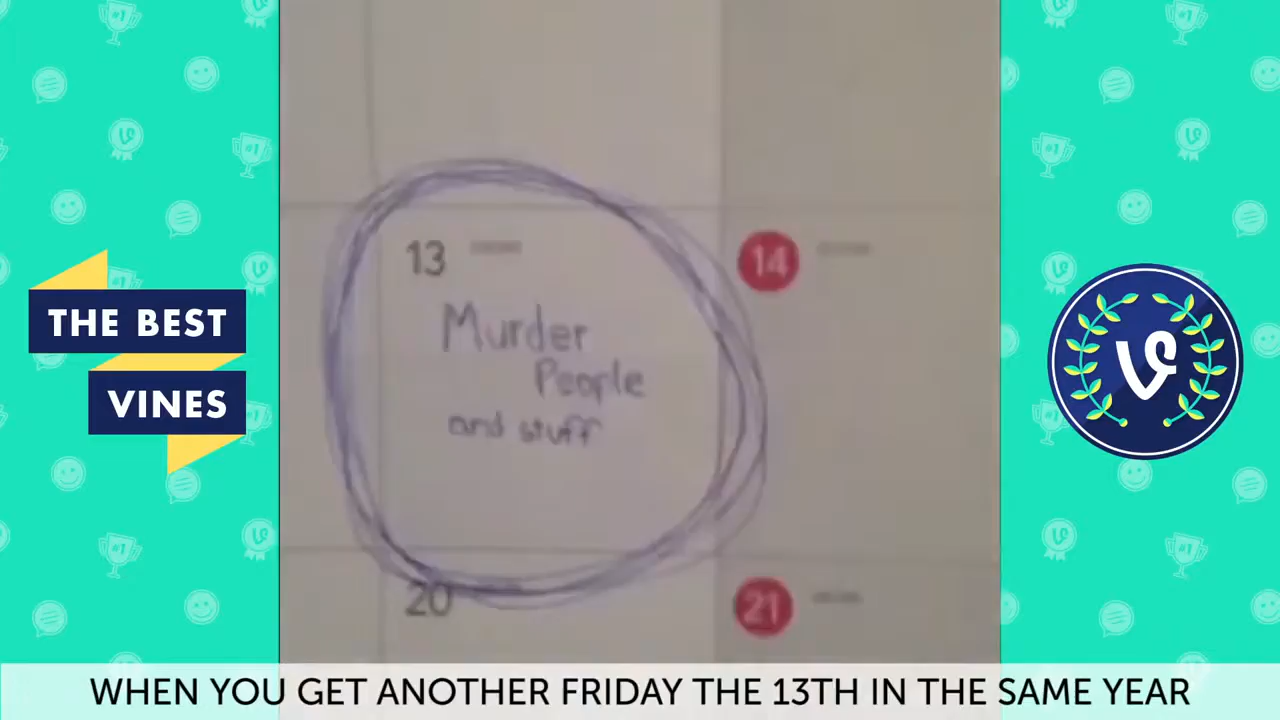 THE BEST
VINES
13
14
Murder
People
and stuff
20
21
WHEN YOU GET ANOTHER FRIDAY THE 13TH IN THE SAME YEAR